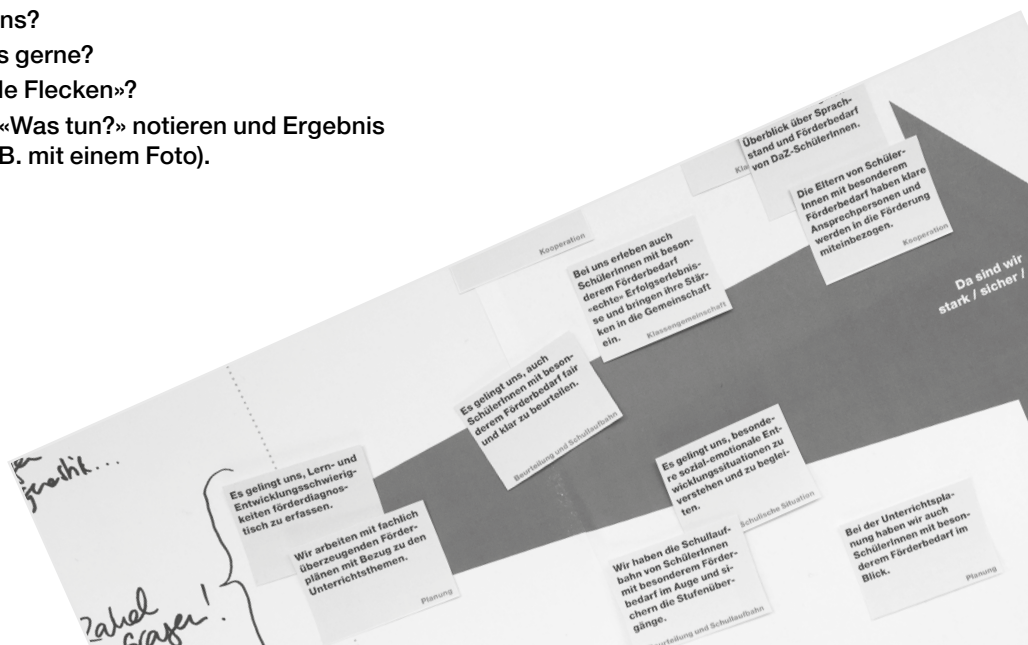 ns?
s gerne?
le Flecken»?
«Was tun?» notieren und Ergebnis
B. mit einem Foto).
Überblick über Sprach-
stand und Förderbedarf
von DaZ-SchülerInnen.
Kla
Die Eltern von Schüler-
Innen mit besonderem
Förderbedarf haben klare
Ansprechpersonen und
werden in die Förderung
miteinbezogen.
Kooperation
Kooperation
Bei uns erleben auch
SchülerInnen mit beson-
derem Förderbedarf
«echte» Erfolgserlebnis-
se und bringen ihre Stär-
ken in die Gemeinschaft
ein.
Klassengemeinschaft
Da sind wir
stark / sicher /
Es gelingt uns, auch
SchülerInnen mit beson-
derem Förderbedarf fair
und klar zu beurteilen.
Beurteilung und Schullaufbahn
Es gelingt uns, besonde-
re sozial-emotionale Ent-
wicklungssituationen zu
verstehen und zu beglei-
ten.
Schulische Situation
Es gelingt uns, Lern- und
Entwicklungsschwierig-
keiten förderdiagnos-
tisch zu erfassen.
Wir arbeiten mit fachlich
überzeugenden Förder-
plänen mit Bezug zu den
Unterrichtsthemen.
Planung
Wir haben die Schullauf-
bahn von SchülerInnen
mit besonderem Förder-
bedarf im Auge und si-
chern die Stufenüber-
gänge.
eurteilung und Schullaufbahn
Bei der Unterrichtspla-
nung haben wir auch
SchülerInnen mit beson-
derem Förderbedarf im
Blick.
Planung
Rahel
fragen!